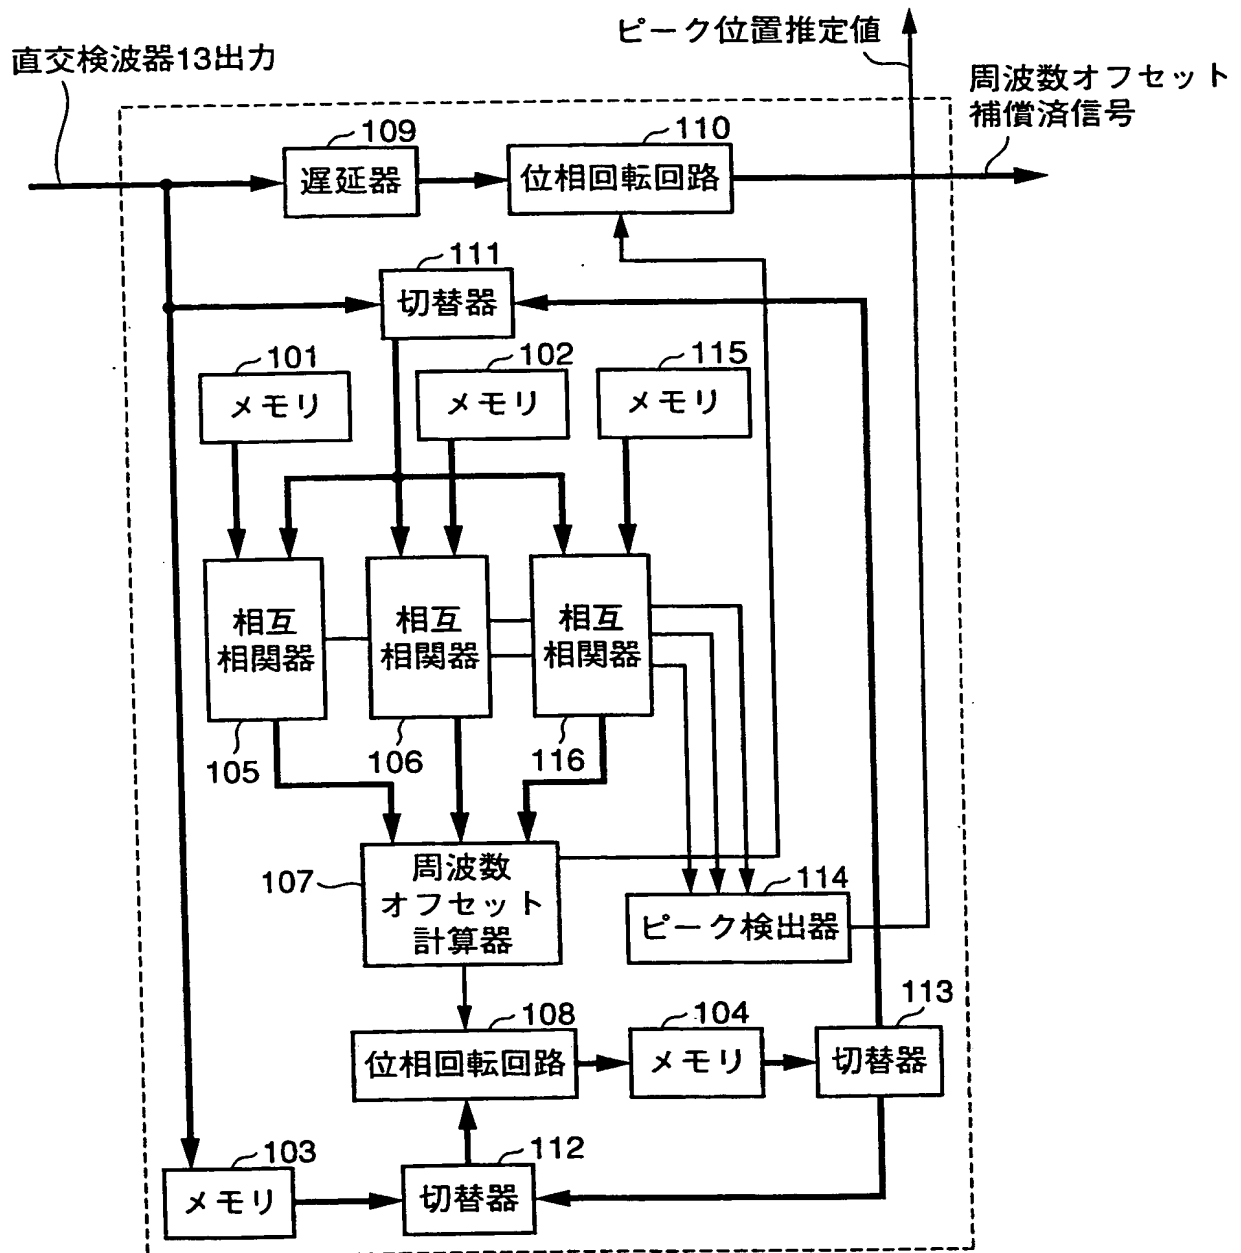 ピーク位置推定値
直交検波器13出力
周波数オフセット
補償済信号
109
遅延器
110
位相回転回路
111
切替器
101
メモリ
102
メモリ
115
メモリ
相互
相関器
105
相互
相関器
106
相互
相関器
116
107
周波数
オフセット
計算器
114
ピーク検出器
108
位相回転回路
104
メモリ
113
切替器
103
メモリ
112
切替器